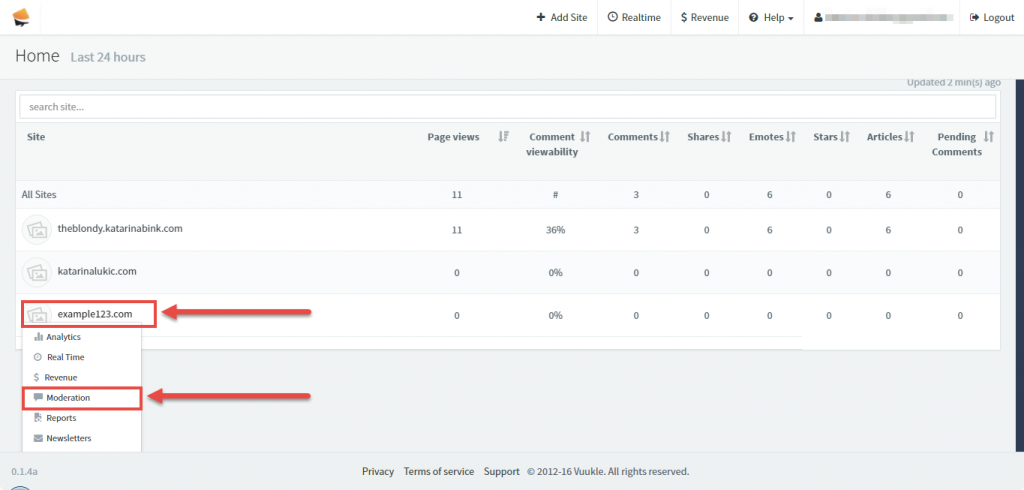 Add Site Realtime $ Revenue Help Logout
Home Last 24 hours
Updated 2 min(s) ago
search site...
Site Page views Comment viewability Comments Shares Emotes Stars Articles Pending Comments
All Sites 11 # 3 0 6 0 6 0
theblondy.katarinabink.com 11 36% 3 0 6 0 6 0
katarinalukic.com 0 0% 0 0 0 0 0 0
example123.com 0 0% 0 0 0 0 0 0
Analytics
Real Time
$ Revenue
Moderation
Reports
Newsletters
0.1.4a Privacy Terms of service Support © 2012-16 Vuukle. All rights reserved.